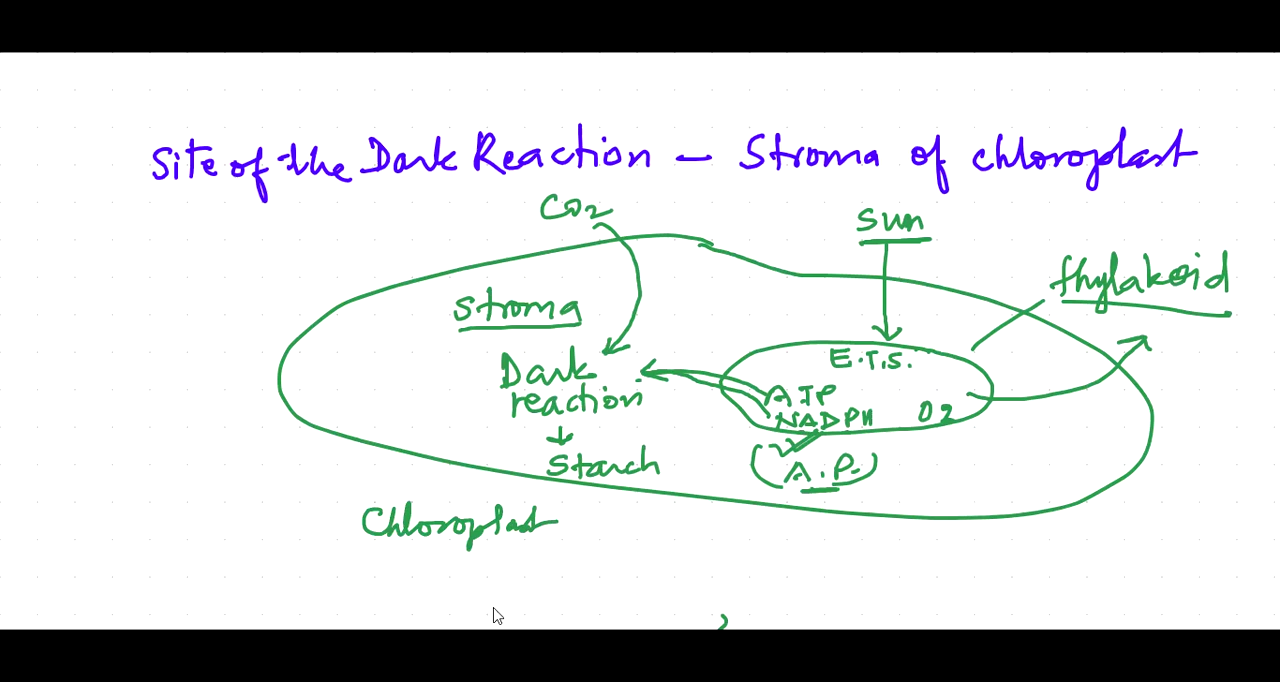 Site of the Dark Reaction - Stroma of chloroplast
CO2
Sun
thylakoid
Stroma
E.T.S.
Dark
reaction
ATP
NADPH O2
Starch
(A.P.)
Chloroplast